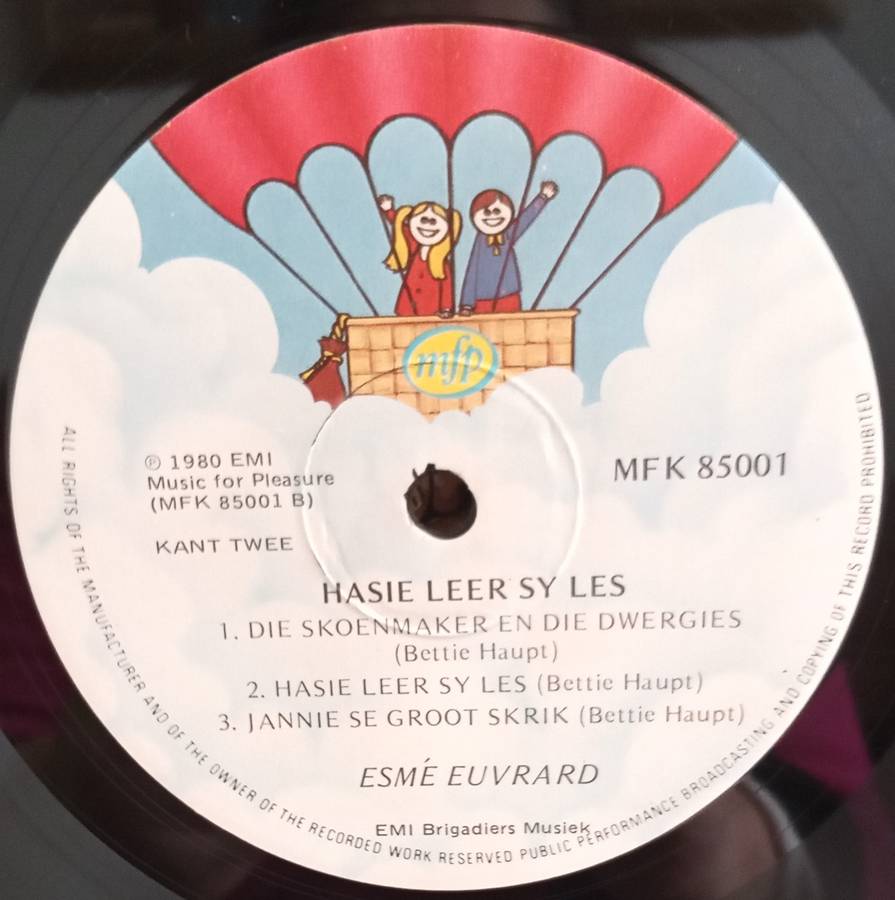 mfp
℗ 1980 EMI
Music for Pleasure
(MFK 85001 B)
MFK 85001
KANT TWEE
HASIE LEER SY LES
1. DIE SKOENMAKER EN DIE DWERGIES
(Bettie Haupt)
2. HASIE LEER SY LES (Bettie Haupt)
3. JANNIE SE GROOT SKRIK (Bettie Haupt)
ESMÉ EUVRARD
EMI Brigadiers Musiek
ALL RIGHTS OF THE MANUFACTURER AND OF THE OWNER OF THE RECORDED WORK RESERVED PUBLIC PERFORMANCE BROADCASTING AND COPYING OF THIS RECORD PROHIBITED